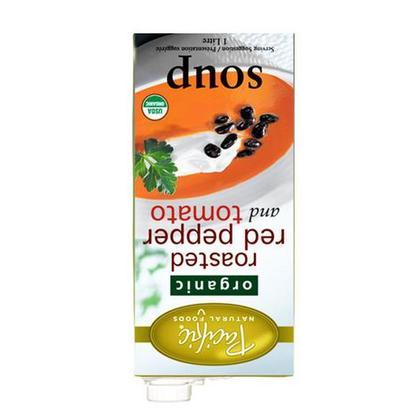 Pacific®
NATURAL FOODS
organic
roasted
red pepper
and tomato
soup
USDA
ORGANIC
Serving Suggestion / Présentation suggérée
1 Litre